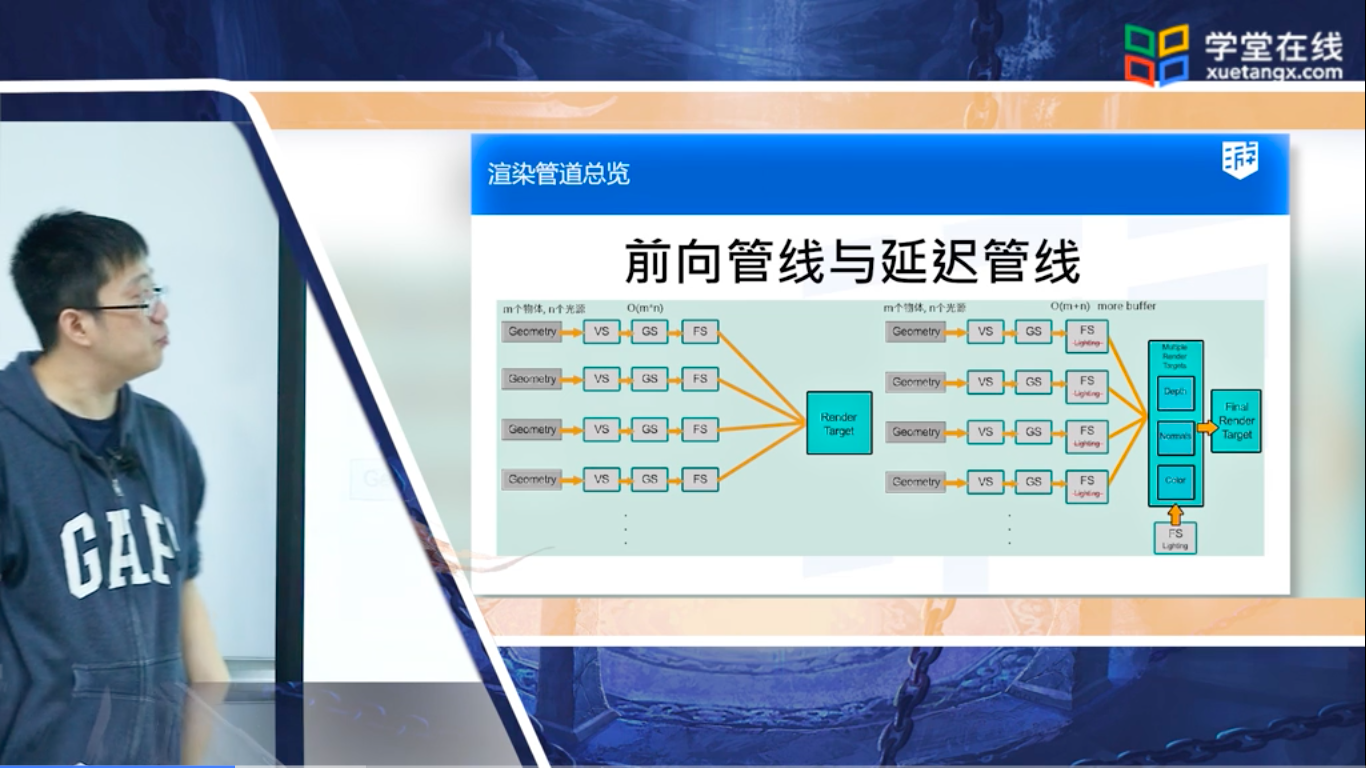 学堂在线
xuetangx.com
渲染管道总览
前向管线与延迟管线
m个物体, n个光源 O(m*n)
Geometry VS GS FS
Geometry VS GS FS
Geometry VS GS FS
Geometry VS GS FS
Render
Target
m个物体, n个光源 O(m+n) more buffer
Geometry VS GS FS
Lighting
Geometry VS GS FS
Lighting
Geometry VS GS FS
Lighting
Geometry VS GS FS
Lighting
Multiple
Render
Targets
Depth
Normals
Color
Final
Render
Target
FS
Lighting
GAP